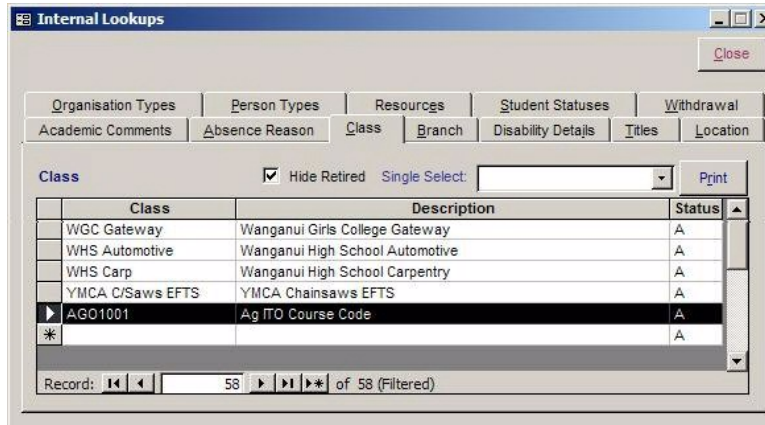 Internal Lookups
Close
Organisation Types Person Types Resources Student Statuses Withdrawal
Academic Comments Absence Reason Class Branch Disability Details Titles Location
Class Hide Retired Single Select: Print
Class Description Status
WGC Gateway Wanganui Girls College Gateway A
WHS Automotive Wanganui High School Automotive A
WHS Carp Wanganui High School Carpentry A
YMCA C/Saws EFTS YMCA Chainsaws EFTS A
AGO1001 Ag ITO Course Code A
A
Record: 58 of 58 (Filtered)